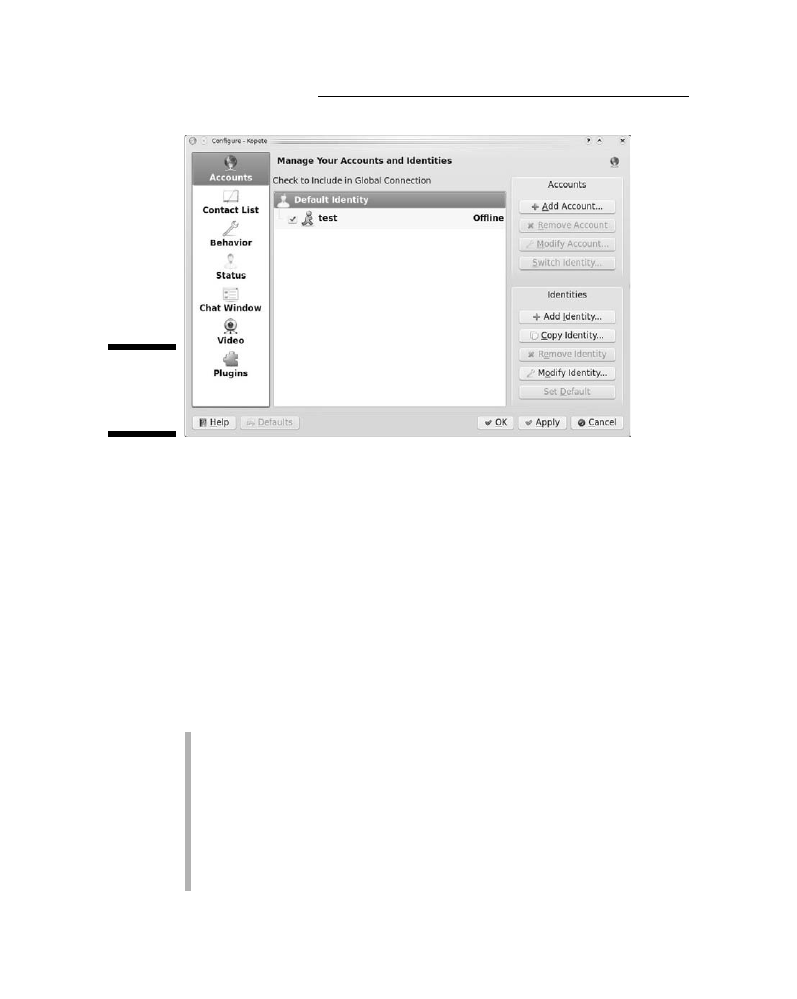 Configure - Kopete
Accounts
Contact List
Behavior
Status
Chat Window
Video
Plugins
Manage Your Accounts and Identities
Check to Include in Global Connection
Default Identity
test Offline
Accounts
Add Account...
Remove Account
Modify Account...
Switch Identity...
Identities
Add Identity...
Copy Identity...
Remove Identity
Modify Identity...
Set Default
Help
Defaults
OK
Apply
Cancel